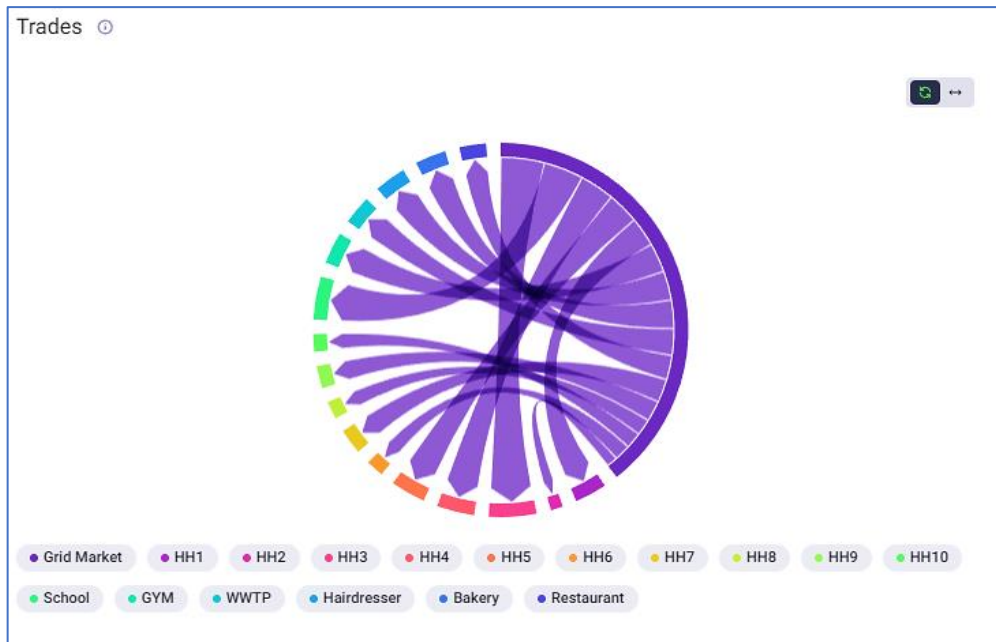 Trades
Grid Market HH1 HH2 HH3 HH4 HH5 HH6 HH7 HH8 HH9 HH10
School GYM WWTP Hairdresser Bakery Restaurant